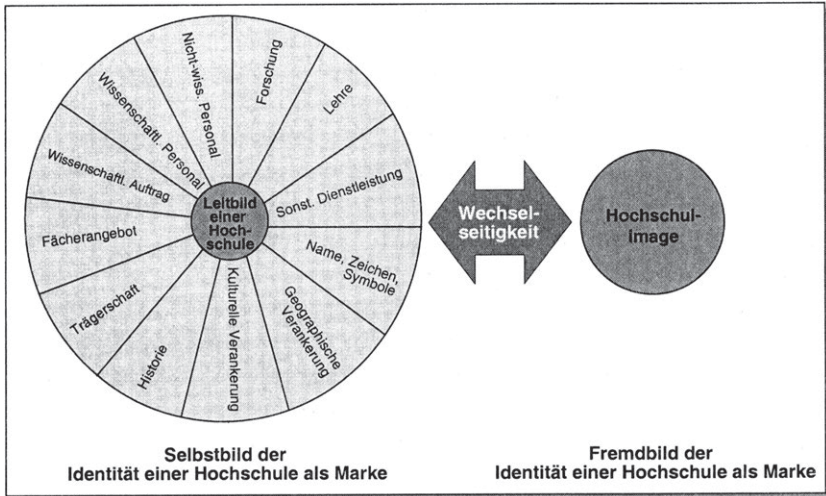 Forschung
Lehre
Sonst. Dienstleistung
Name, Zeichen,
Symbole
Geographische
Verankerung
Kulturelle Verankerung
Historie
Trägerschaft
Fächerangebot
Wissenschaftl. Auftrag
Wissenschaftl. Personal
Nicht-wiss. Personal
Leitbild
einer
Hoch-
schule
Wechsel-
seitigkeit
Hochschul-
image
Selbstbild der
Identität einer Hochschule als Marke
Fremdbild der
Identität einer Hochschule als Marke